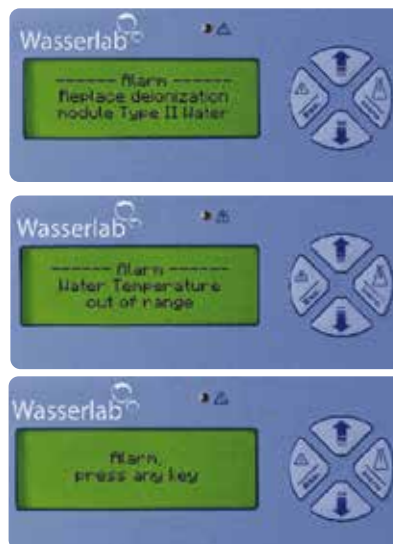 Wasserlab
------ Alarm ------
Replace deionization
module Type II Water
Wasserlab
------ Alarm ------
Water Temperature
out of range
Wasserlab
Alarm,
press any key